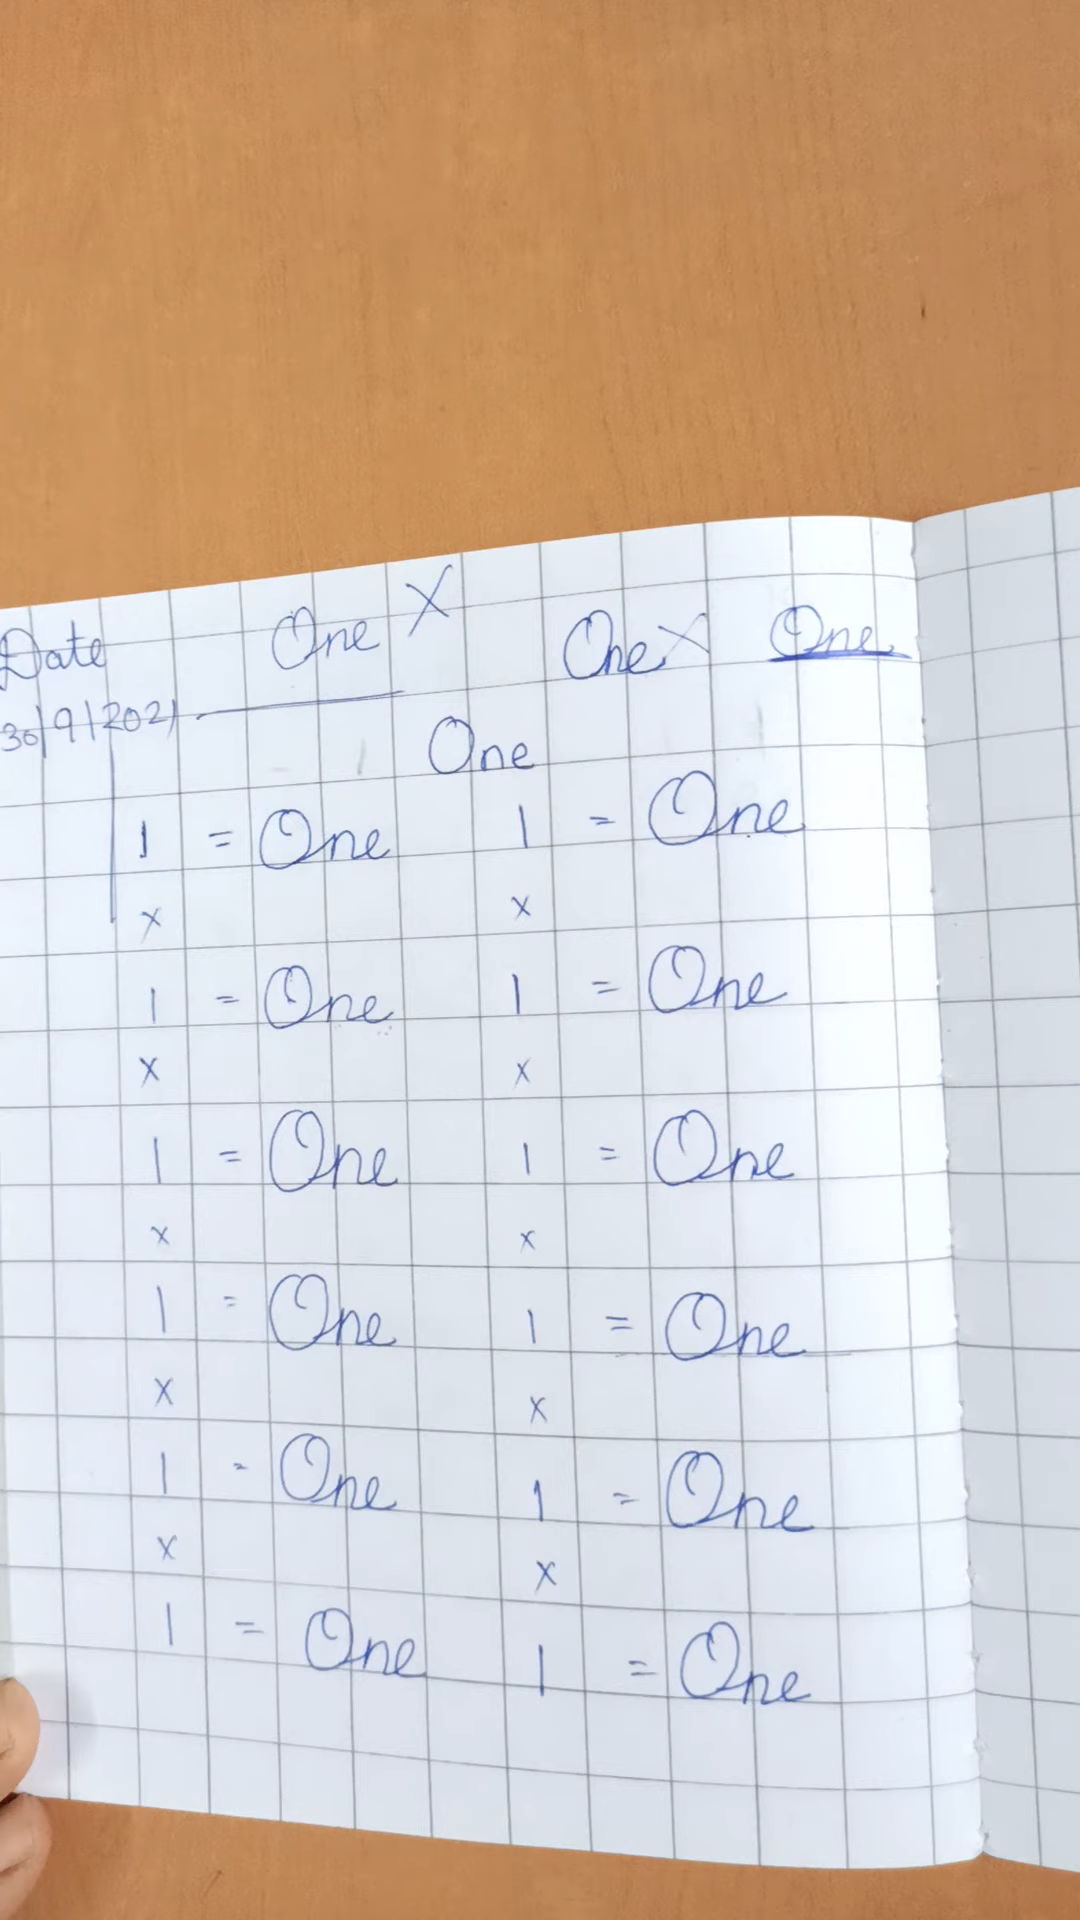 Date One X One X One
30/9/2021
One
1 = One 1 = One
x x
1 = One 1 = One
x x
1 = One 1 = One
x x
1 = One 1 = One
x x
1 = One 1 = One
x x
1 = One 1 = One